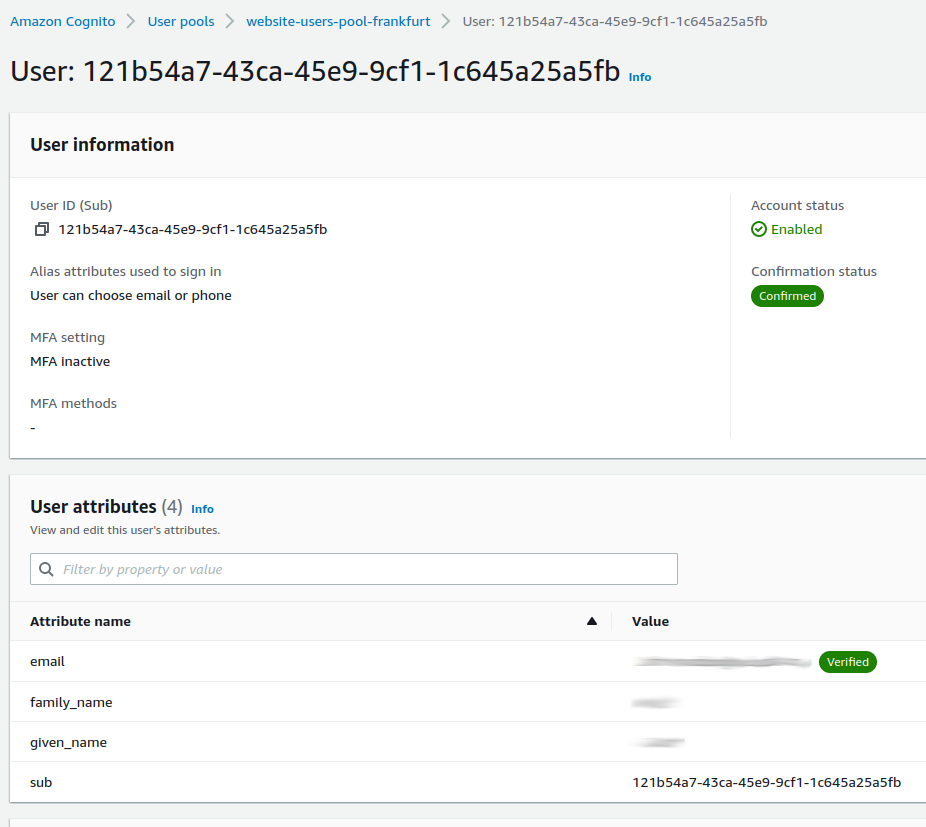 Amazon Cognito > User pools > website-users-pool-frankfurt > User: 121b54a7-43ca-45e9-9cf1-1c645a25a5fb
User: 121b54a7-43ca-45e9-9cf1-1c645a25a5fb Info
User information
User ID (Sub)
121b54a7-43ca-45e9-9cf1-1c645a25a5fb
Alias attributes used to sign in
User can choose email or phone
MFA setting
MFA inactive
MFA methods
-
Account status
Enabled
Confirmation status
Confirmed
User attributes (4) Info
View and edit this user's attributes.
Filter by property or value
Attribute name Value
email Verified
family_name
given_name
sub 121b54a7-43ca-45e9-9cf1-1c645a25a5fb